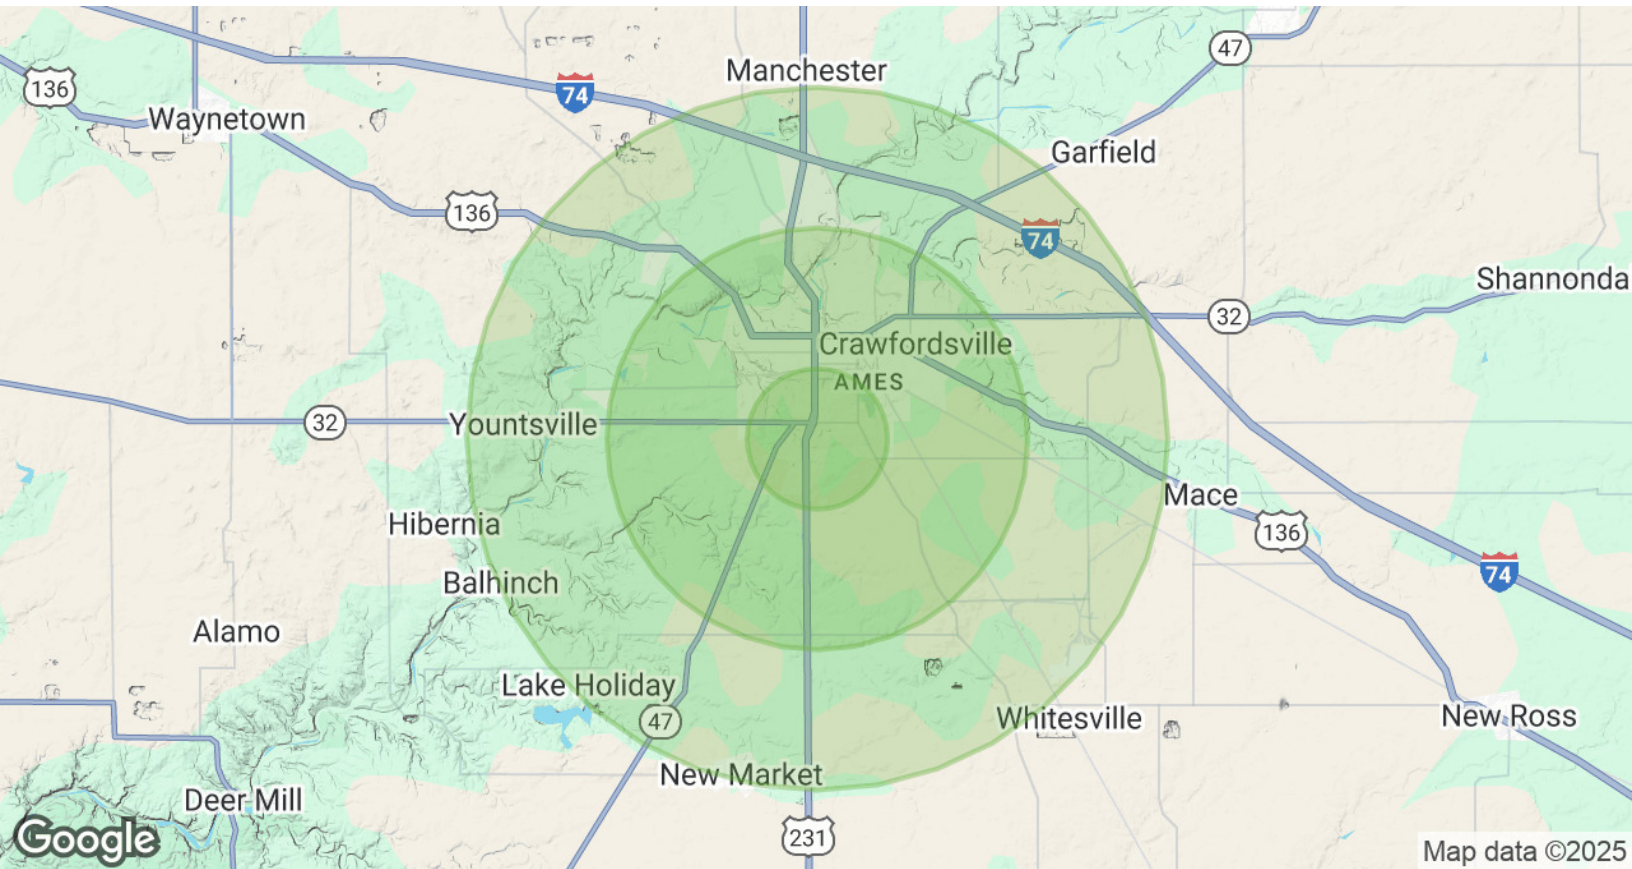 47
Manchester
136
74
Waynetown
Garfield
136
74
Shannonda
32
Crawfordsville
AMES
32
Yountsville
Mace
Hibernia
136
74
Balhinch
Alamo
Lake Holiday
47
Whitesville
New Ross
New Market
Deer Mill
231
Google
Map data ©2025